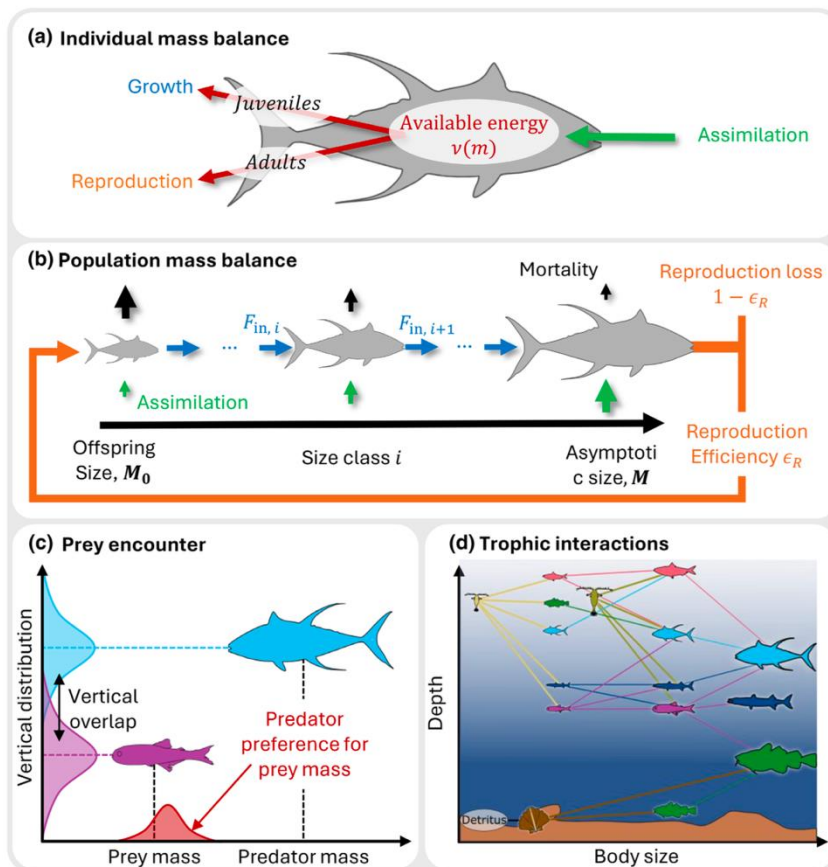 (a) Individual mass balance
Growth
Juveniles
Available energy
ν(m)
Assimilation
Adults
Reproduction
(b) Population mass balance
Mortality
Reproduction loss
1 − ϵ_R
F_in, i
F_in, i+1
...
...
Assimilation
Offspring
Size, M_0
Size class i
Asymptoti
c size, M
Reproduction
Efficiency ϵ_R
(c) Prey encounter
Vertical distribution
Vertical
overlap
Predator
preference for
prey mass
Prey mass
Predator mass
(d) Trophic interactions
Depth
Detritus
Body size